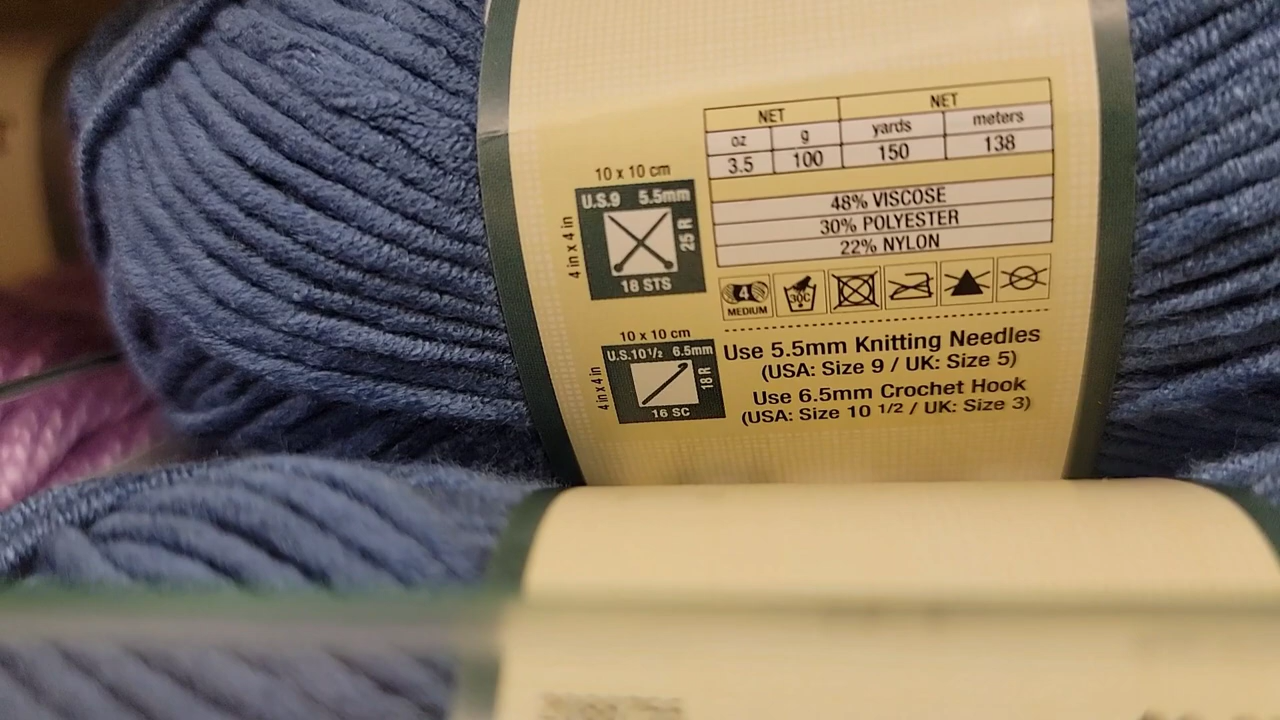 NET NET
oz g yards meters
3.5 100 150 138
48% VISCOSE
30% POLYESTER
22% NYLON
10 x 10 cm
4 in x 4 in
U.S.9 5.5mm
25 R
18 STS
4
MEDIUM
30C
10 x 10 cm
4 in x 4 in
U.S.10 1/2 6.5mm
18 R
16 SC
Use 5.5mm Knitting Needles
(USA: Size 9 / UK: Size 5)
Use 6.5mm Crochet Hook
(USA: Size 10 1/2 / UK: Size 3)